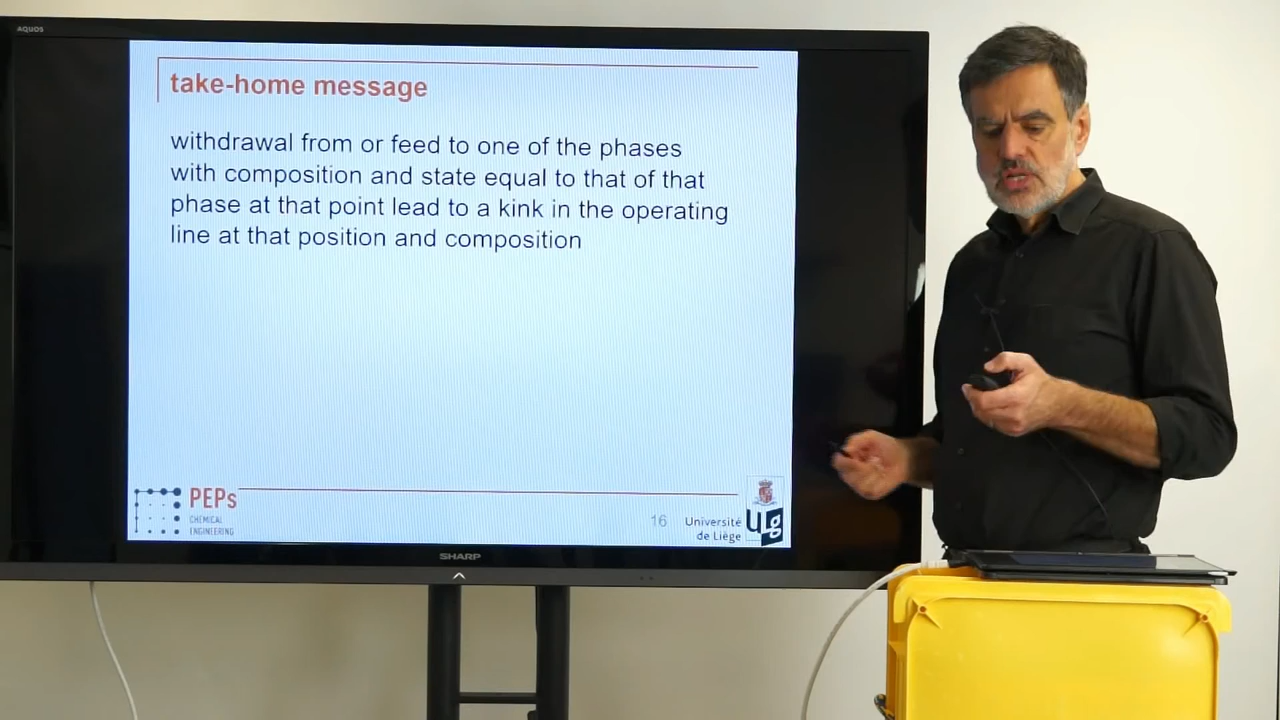 AQUOS
take-home message
withdrawal from or feed to one of the phases
with composition and state equal to that of that
phase at that point lead to a kink in the operating
line at that position and composition
PEPs
CHEMICAL
ENGINEERING
16
Université
de Liège
ULg
SHARP